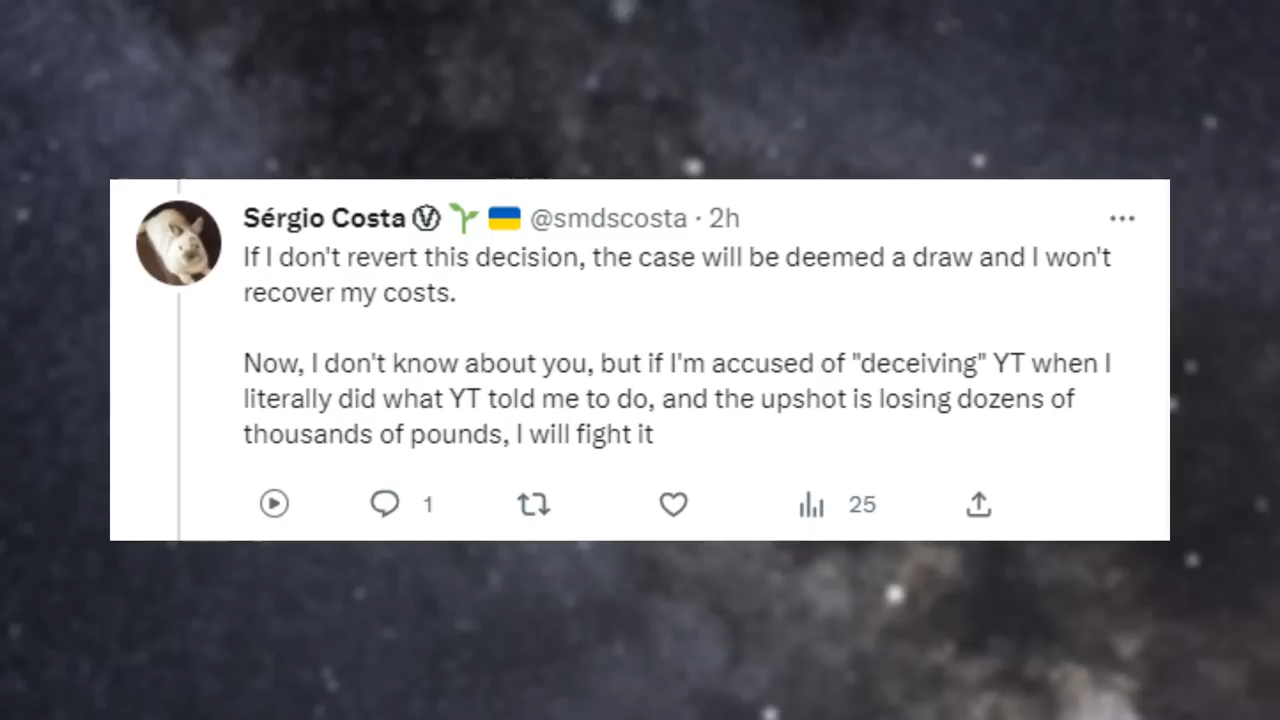 Sérgio Costa Ⓥ 🌱 🇺🇦 @smdscosta · 2h
If I don't revert this decision, the case will be deemed a draw and I won't
recover my costs.
Now, I don't know about you, but if I'm accused of "deceiving" YT when I
literally did what YT told me to do, and the upshot is losing dozens of
thousands of pounds, I will fight it
1 25